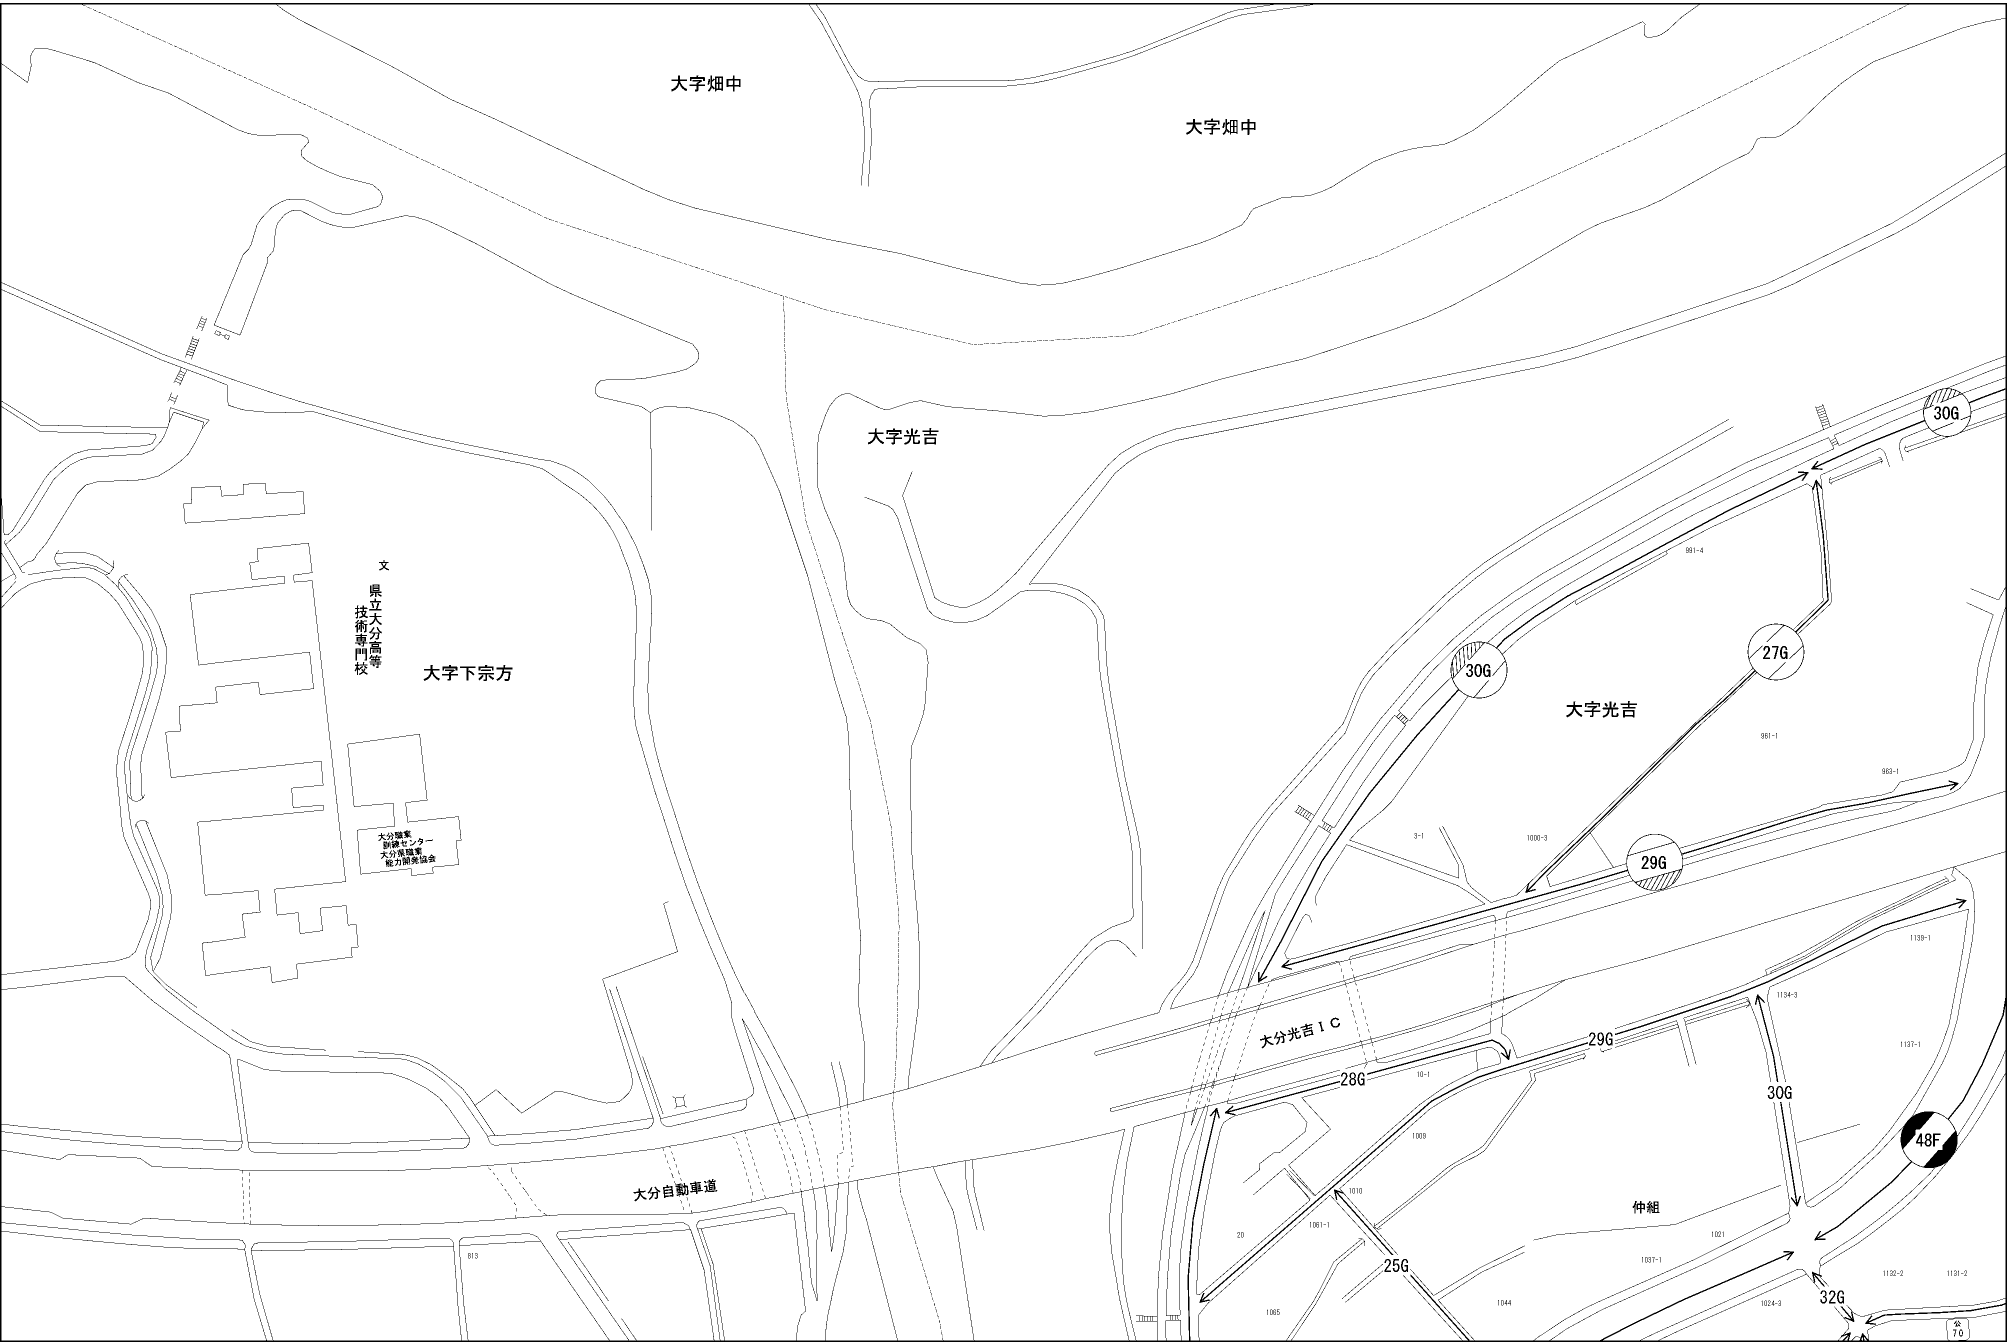 大字畑中
大字畑中
30G
大字光吉
991-4
文
県立大分高等
技術専門校
大字下宗方
30G
27G
大字光吉
961-1
963-1
3-1
1000-3
大分職業
訓練センター
大分県職業
能力開発協会
29G
1139-1
1134-3
大分光吉IC
29G
1137-1
28G
10-1
30G
1009
48F
大分自動車道
1010
仲組
20
1061-1
1021
813
1037-1
25G
1132-2
1131-2
32G
1044
1024-3
1065
公
70